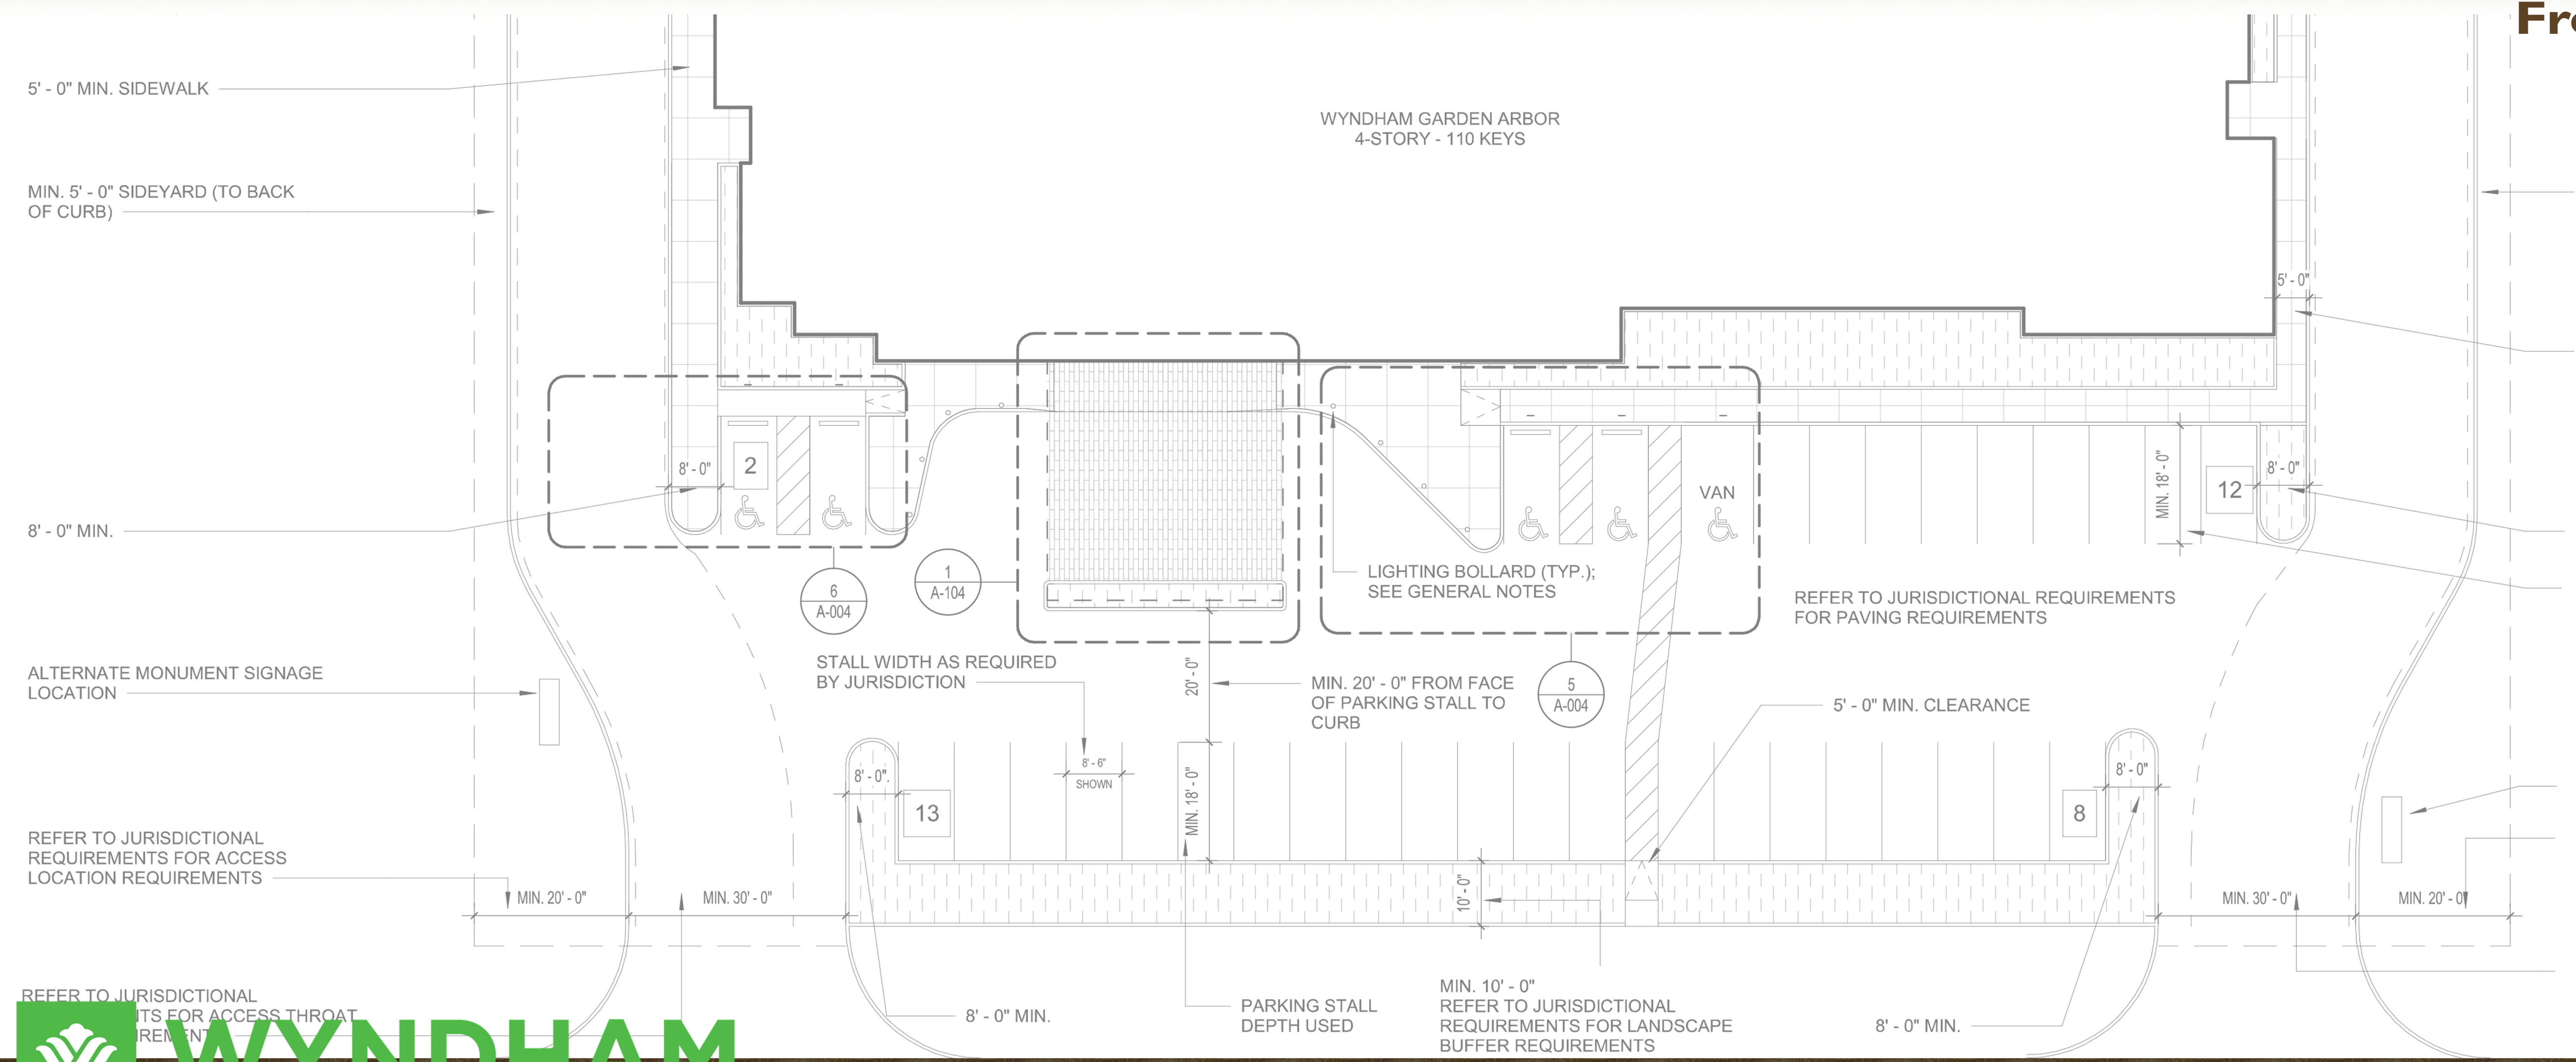 Fro
5' - 0" MIN. SIDEWALK
WYNDHAM GARDEN ARBOR
4-STORY - 110 KEYS
MIN. 5' - 0" SIDEYARD (TO BACK
OF CURB)
5' - 0"
8' - 0"
2
VAN
MIN. 18' - 0"
12
8' - 0"
8' - 0" MIN.
6
A-004
1
A-104
LIGHTING BOLLARD (TYP.);
SEE GENERAL NOTES
REFER TO JURISDICTIONAL REQUIREMENTS
FOR PAVING REQUIREMENTS
ALTERNATE MONUMENT SIGNAGE
LOCATION
STALL WIDTH AS REQUIRED
BY JURISDICTION
20' - 0"
MIN. 20' - 0" FROM FACE
OF PARKING STALL TO
CURB
5
A-004
5' - 0" MIN. CLEARANCE
8' - 0".
13
8' - 6"
SHOWN
MIN. 18' - 0"
8
8' - 0"
REFER TO JURISDICTIONAL
REQUIREMENTS FOR ACCESS
LOCATION REQUIREMENTS
MIN. 20' - 0"
MIN. 30' - 0"
10' - 0"
MIN. 30' - 0"
MIN. 20' - 0"
REFER TO JURISDICTIONAL
NTS FOR ACCESS THROAT
IREMENT
8' - 0" MIN.
PARKING STALL
DEPTH USED
MIN. 10' - 0"
REFER TO JURISDICTIONAL
REQUIREMENTS FOR LANDSCAPE
BUFFER REQUIREMENTS
8' - 0" MIN.
WYNDHAM